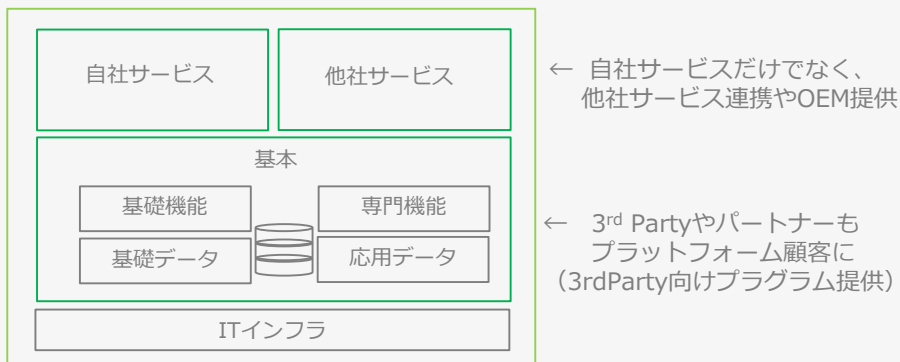 自社サービス
他社サービス
← 自社サービスだけでなく、
他社サービス連携やOEM提供
基本
基礎機能
専門機能
基礎データ
応用データ
← 3rd Partyやパートナーも
プラットフォーム顧客に
（3rdParty向けプラグラム提供）
ITインフラ